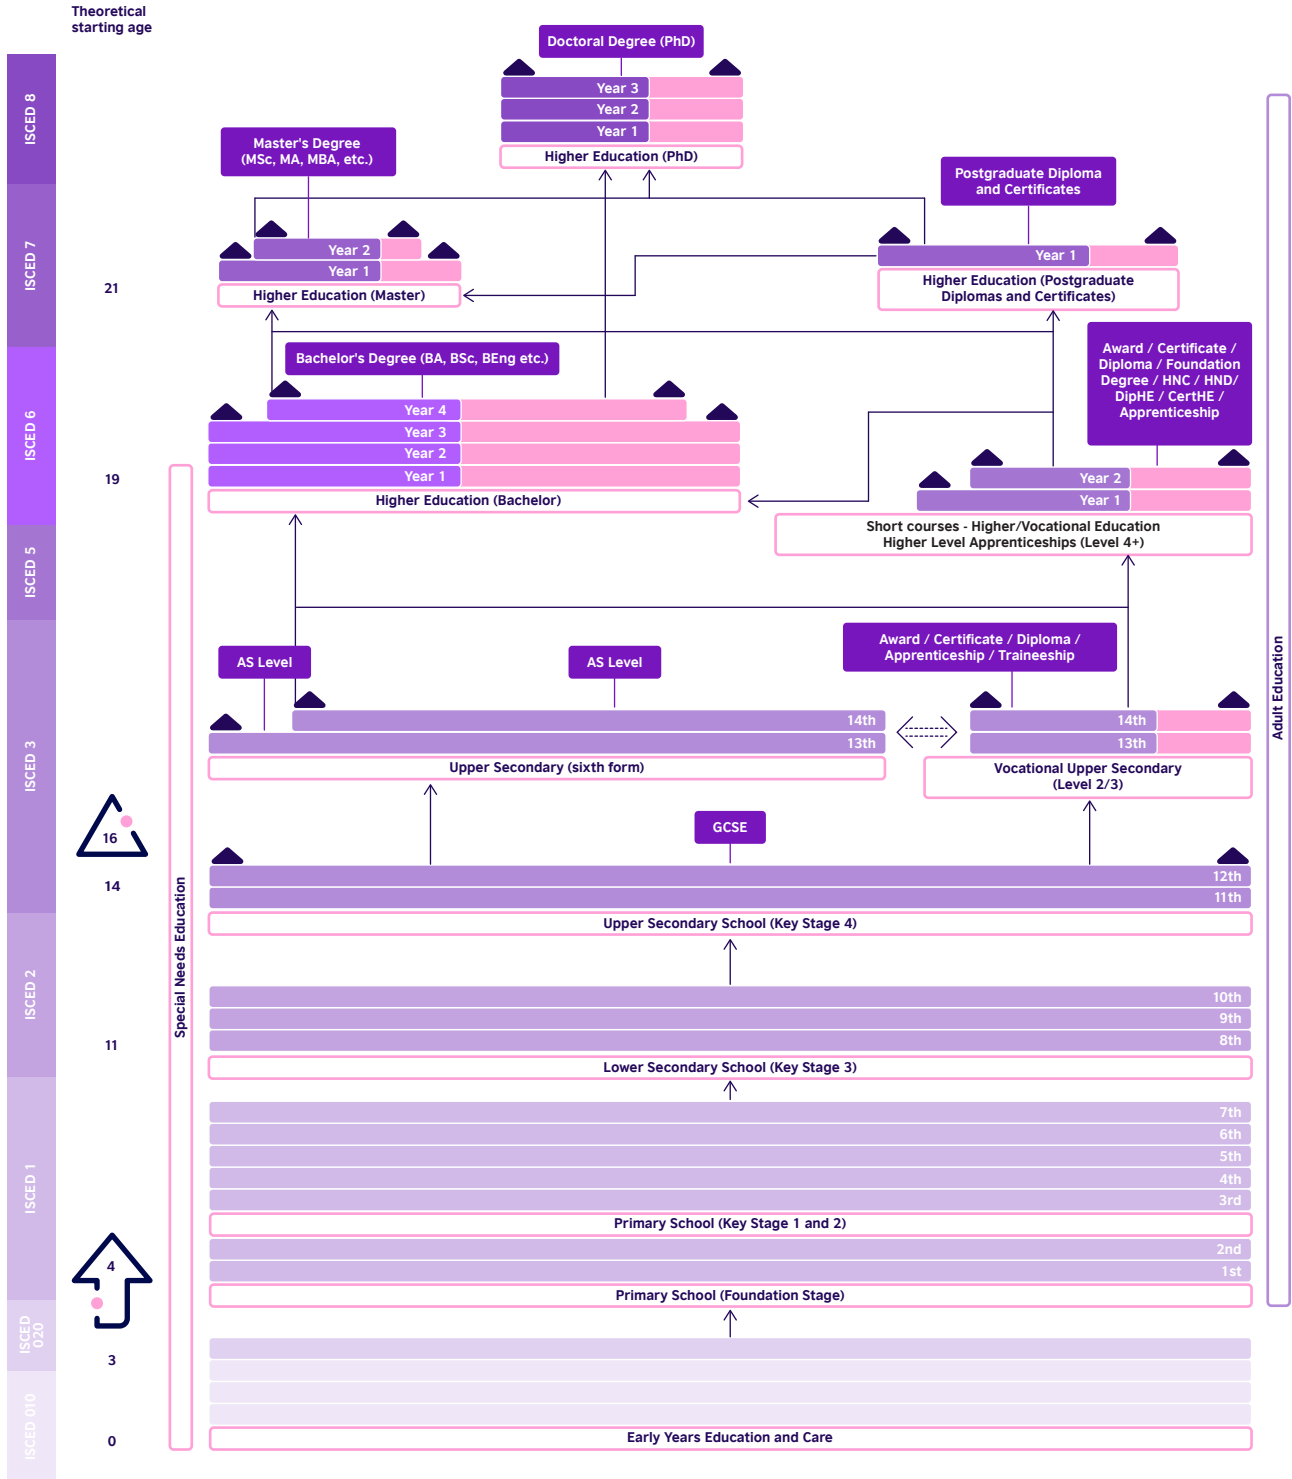 Theoretical
starting age
Doctoral Degree (PhD)
Year 3
Year 2
Year 1
Higher Education (PhD)
ISCED 8
Master's Degree
(MSc, MA, MBA, etc.)
Postgraduate Diploma
and Certificates
Year 2
Year 1
Higher Education (Master)
Year 1
Higher Education (Postgraduate
Diplomas and Certificates)
ISCED 7
21
Bachelor's Degree (BA, BSc, BEng etc.)
Award / Certificate /
Diploma / Foundation
Degree / HNC / HND/
DipHE / CertHE /
Apprenticeship
Year 4
Year 3
Year 2
Year 1
Higher Education (Bachelor)
ISCED 6
19
Year 2
Year 1
Short courses - Higher/Vocational Education
Higher Level Apprenticeships (Level 4+)
ISCED 5
AS Level
AS Level
Award / Certificate / Diploma /
Apprenticeship / Traineeship
14th
13th
Upper Secondary (sixth form)
14th
13th
Vocational Upper Secondary
(Level 2/3)
Adult Education
ISCED 3
16
GCSE
14
12th
11th
Upper Secondary School (Key Stage 4)
Special Needs Education
ISCED 2
10th
9th
8th
11
Lower Secondary School (Key Stage 3)
7th
6th
5th
4th
3rd
ISCED 1
Primary School (Key Stage 1 and 2)
2nd
1st
4
Primary School (Foundation Stage)
ISCED
020
3
ISCED 010
0
Early Years Education and Care